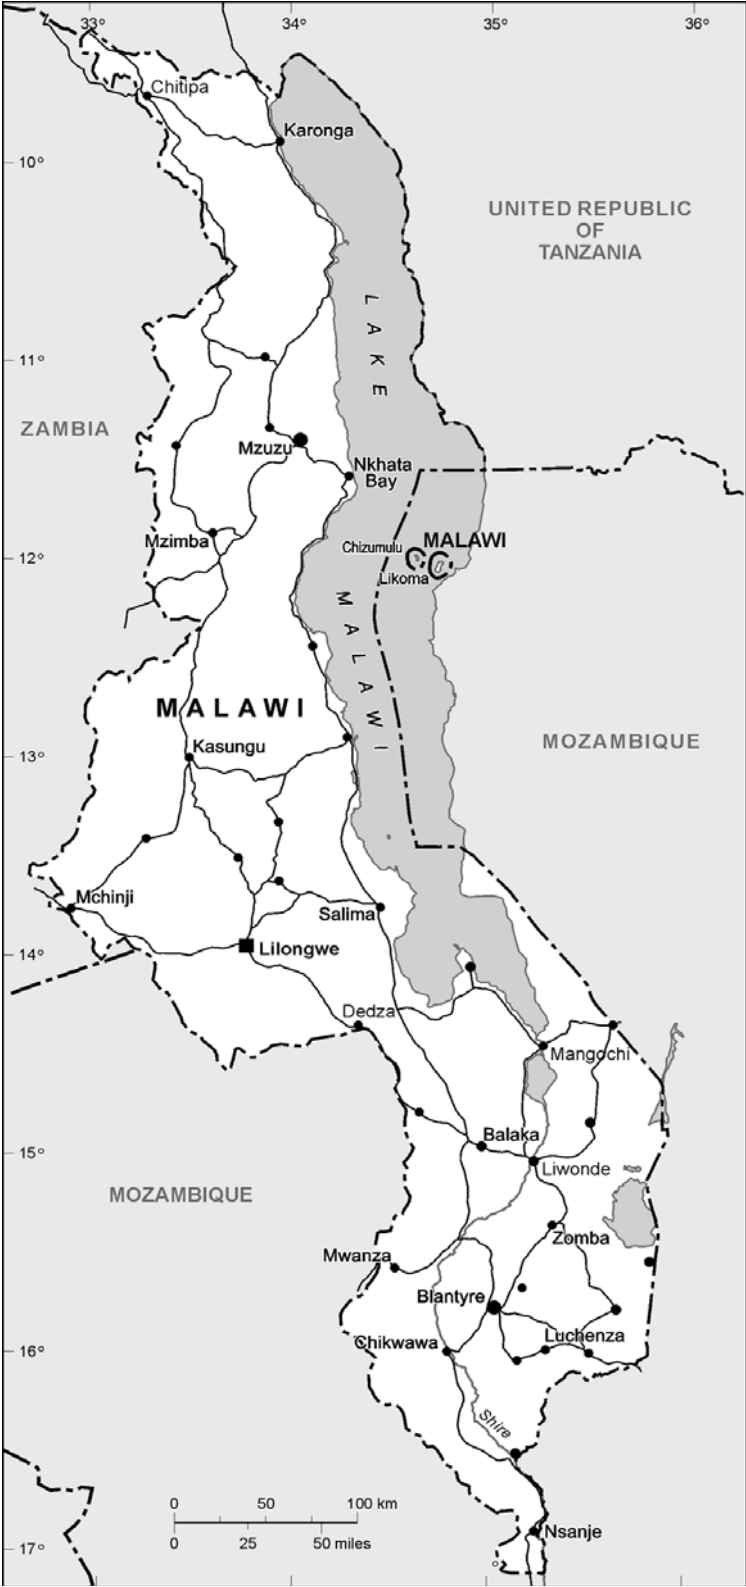 33°
34°
35°
36°
Chitipa
Karonga
10°
UNITED REPUBLIC
OF
TANZANIA
LAKE
11°
ZAMBIA
Mzuzu
Nkhata
Bay
Mzimba
Chizumulu
MALAWI
12°
Likoma
MALAWI
MALAWI
Kasungu
MOZAMBIQUE
13°
Mchinji
Salima
14°
Lilongwe
Dedza
Mangochi
Balaka
15°
Liwonde
MOZAMBIQUE
Zomba
Mwanza
Blantyre
Luchenza
Chikwawa
16°
Shire
0 50 100 km
0 25 50 miles
Nsanje
17°